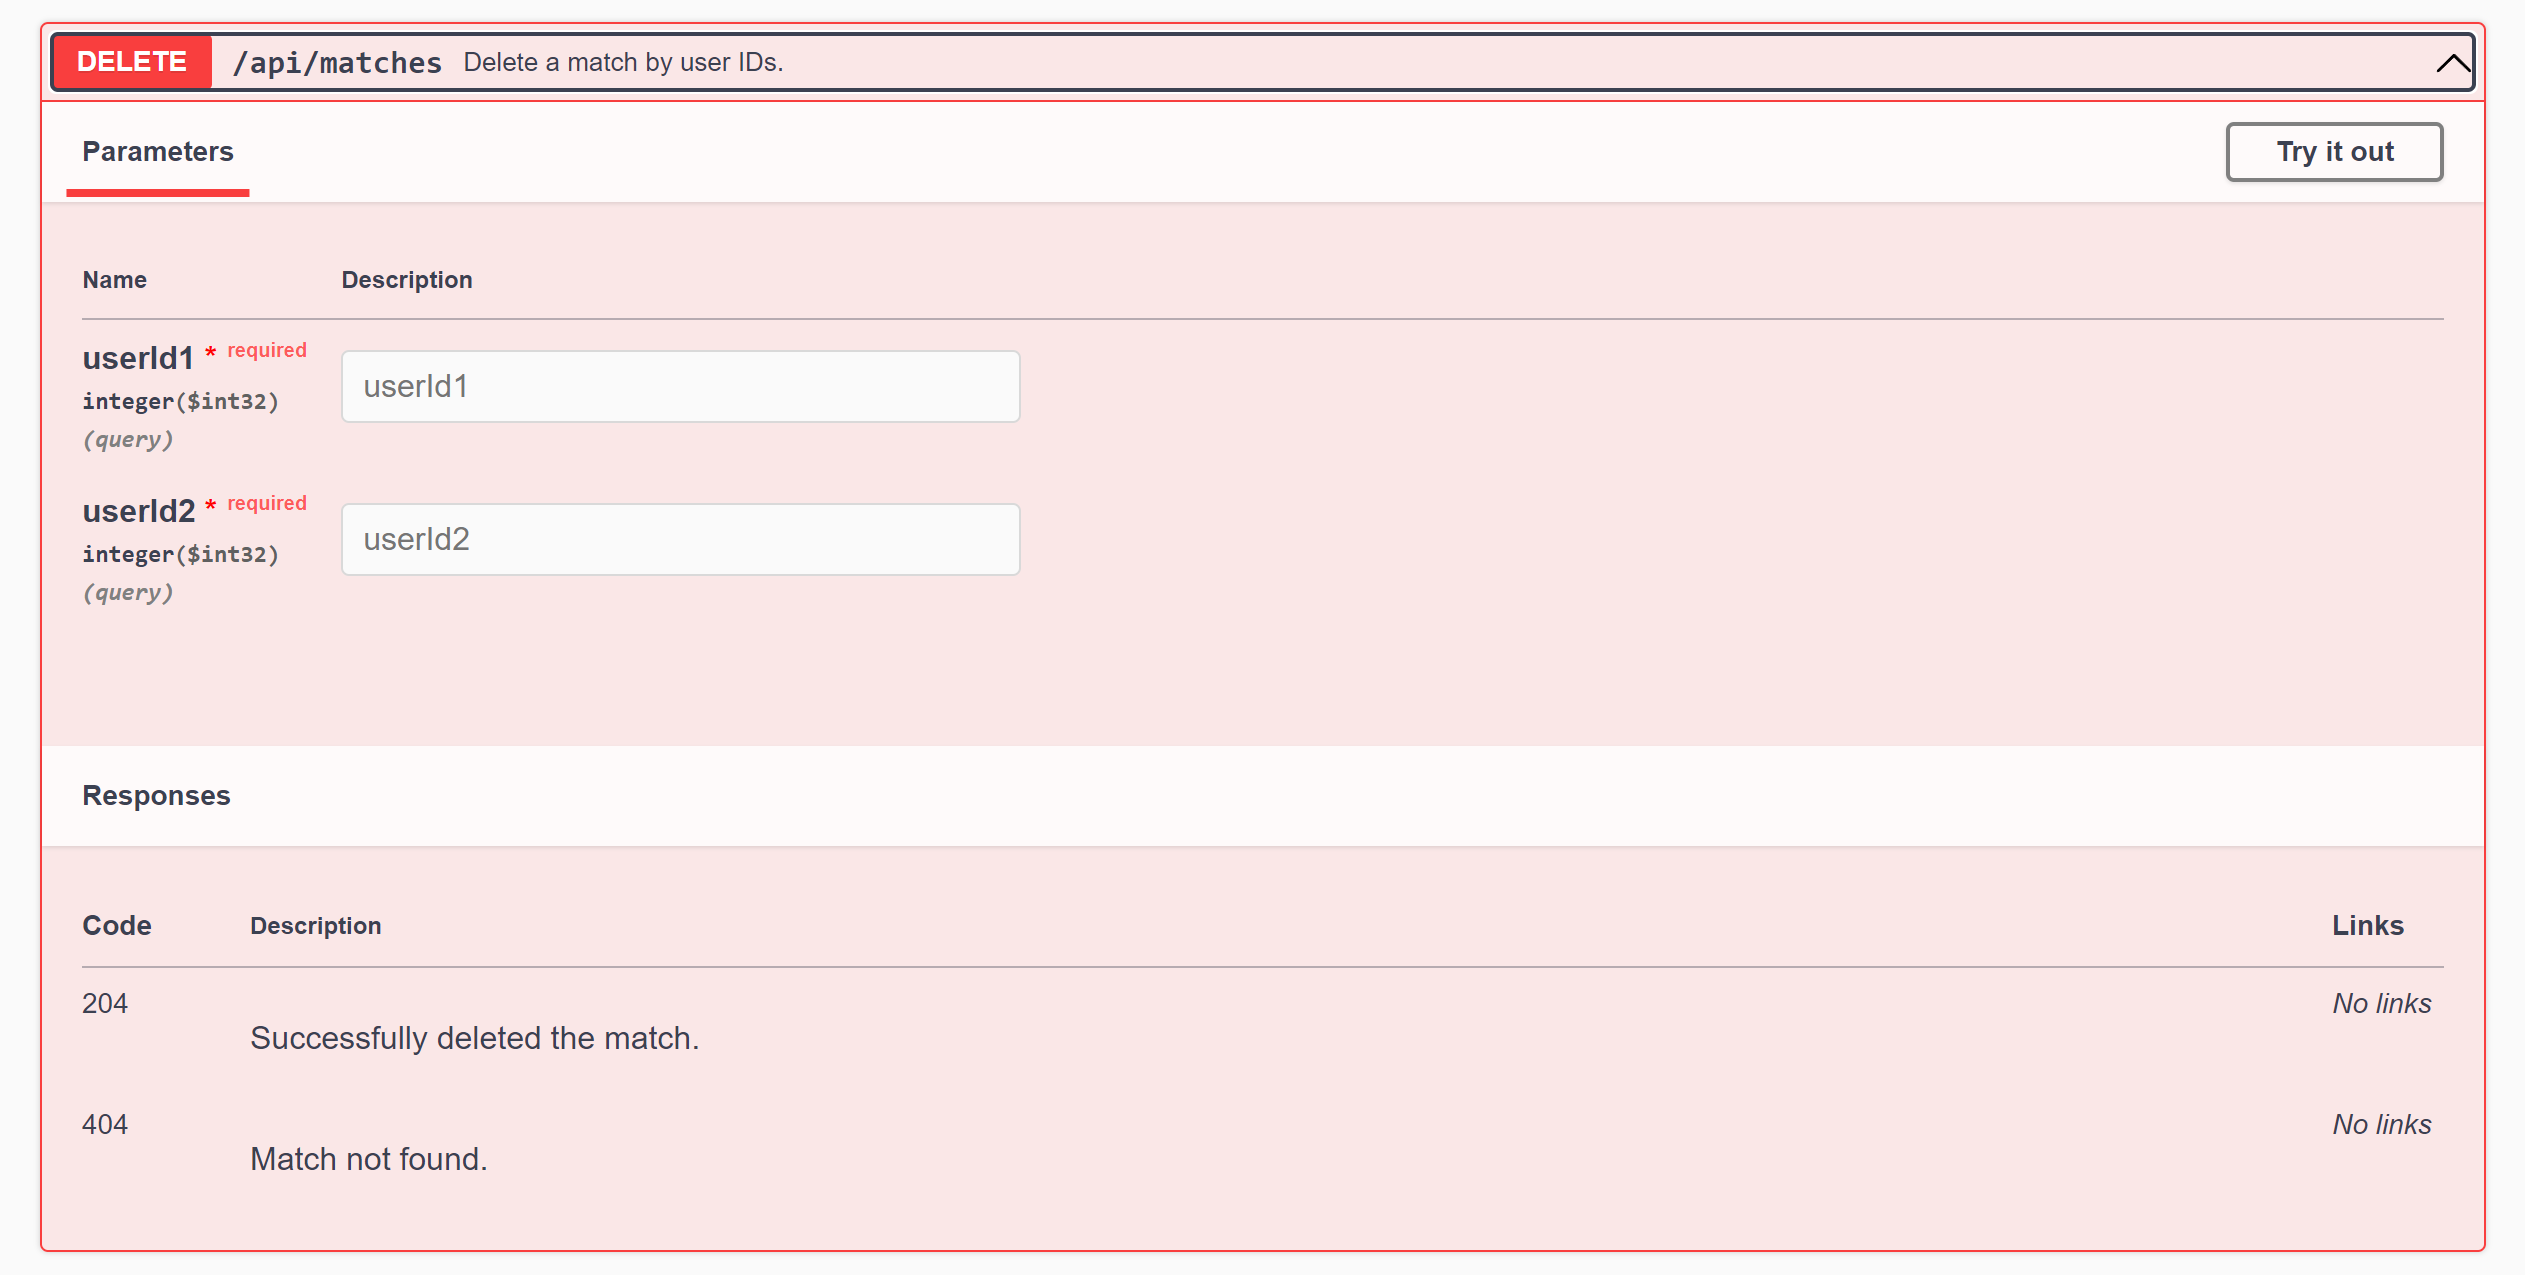 DELETE /api/matches Delete a match by user IDs.
Parameters Try it out
Name Description
userId1 * required userId1
integer($int32)
(query)
userId2 * required userId2
integer($int32)
(query)
Responses
Code Description Links
204 No links
Successfully deleted the match.
404 No links
Match not found.